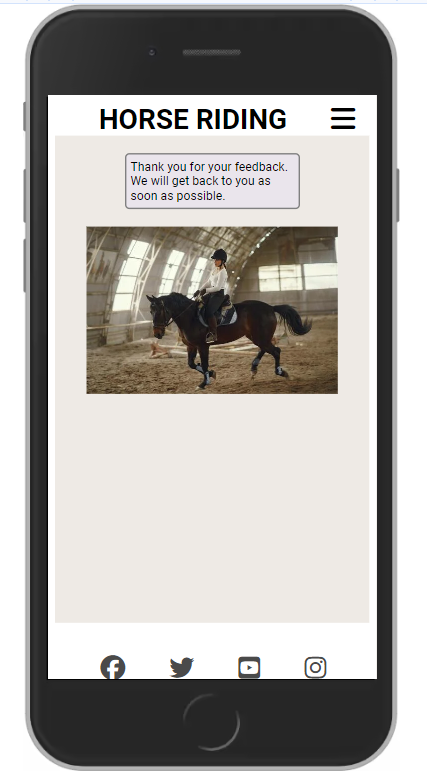 HORSE RIDING
Thank you for your feedback.
We will get back to you as
soon as possible.